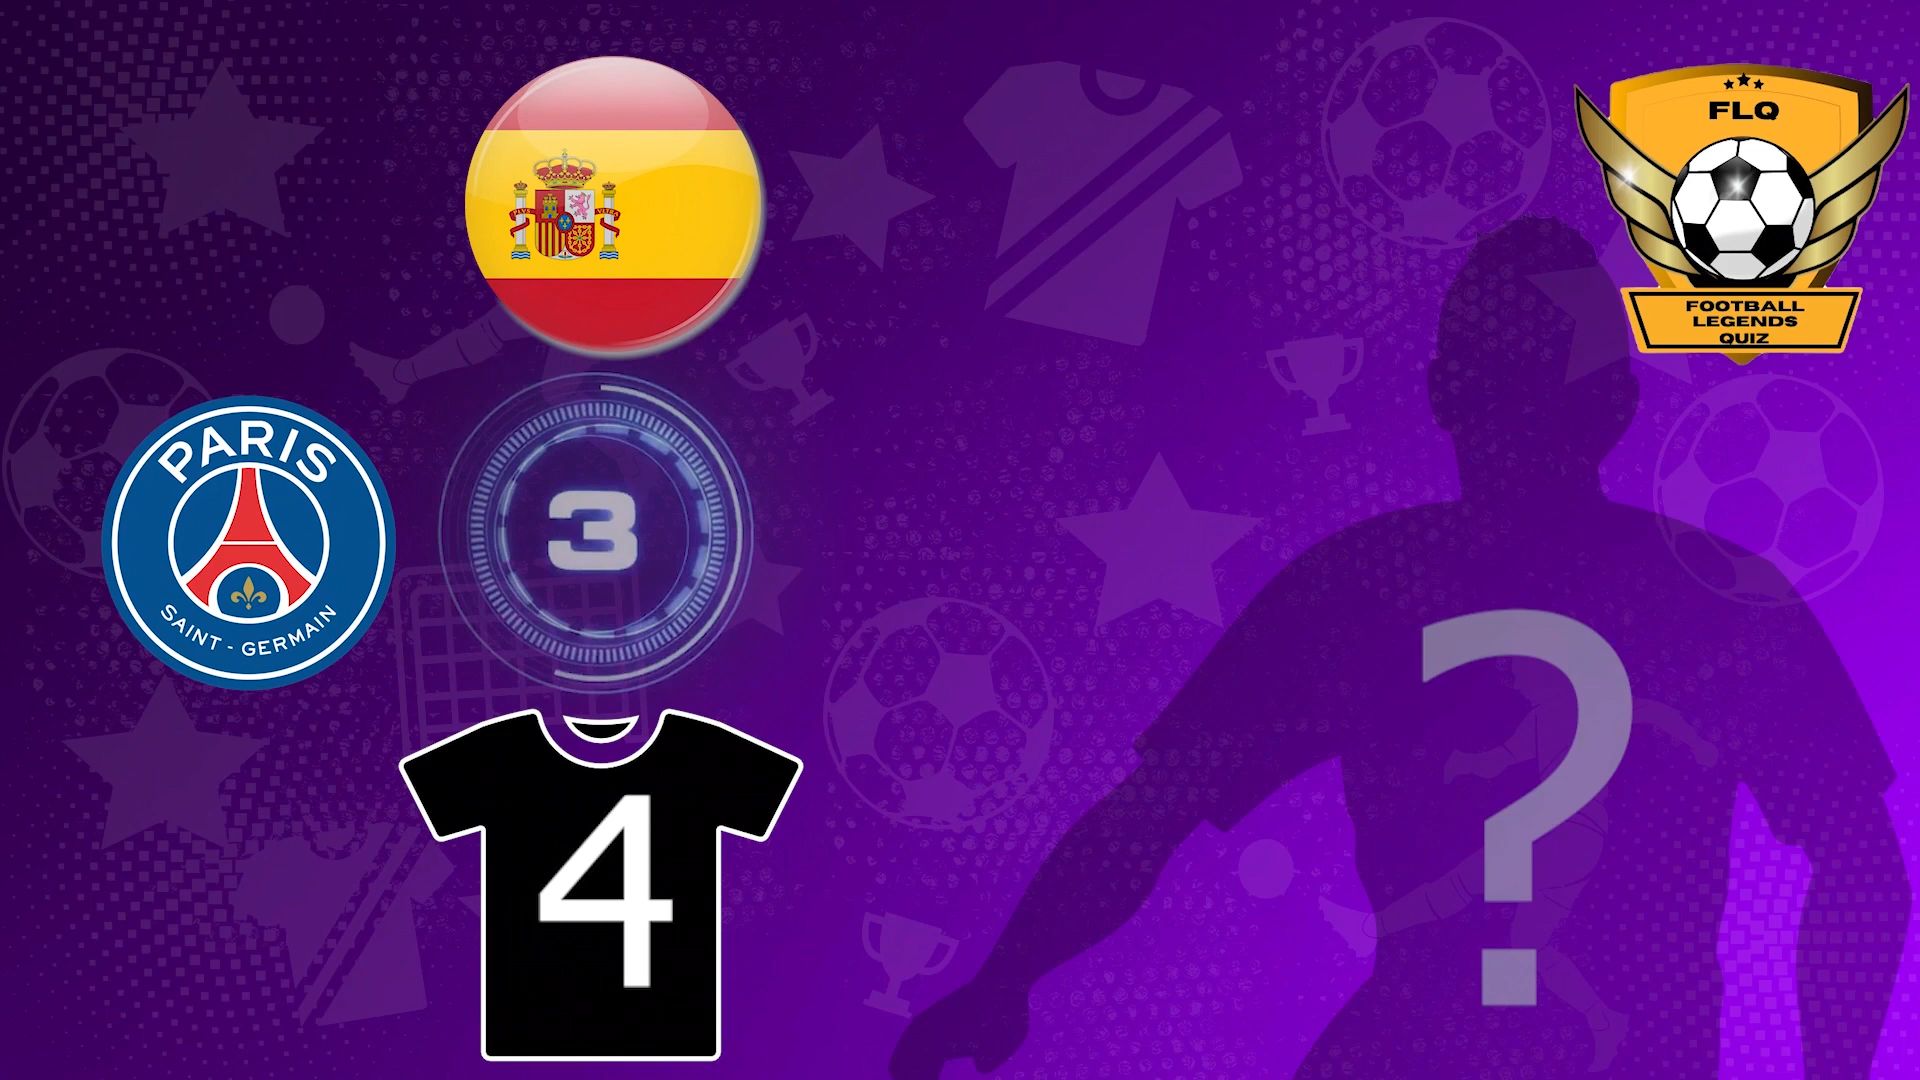 FLQ
FOOTBALL
LEGENDS
QUIZ
PARIS
SAINT - GERMAIN
3
4
?